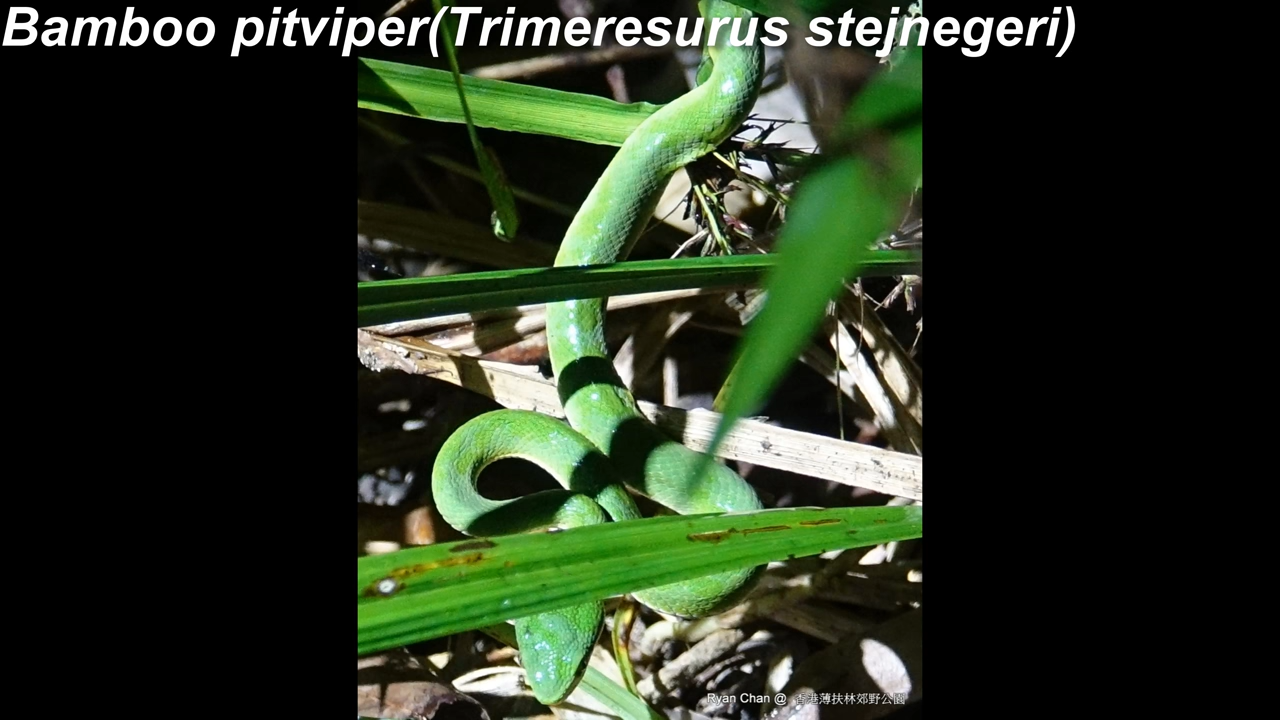 Bamboo pitviper(Trimeresurus stejnegeri)
Ryan Chan @ 香港薄扶林郊野公園